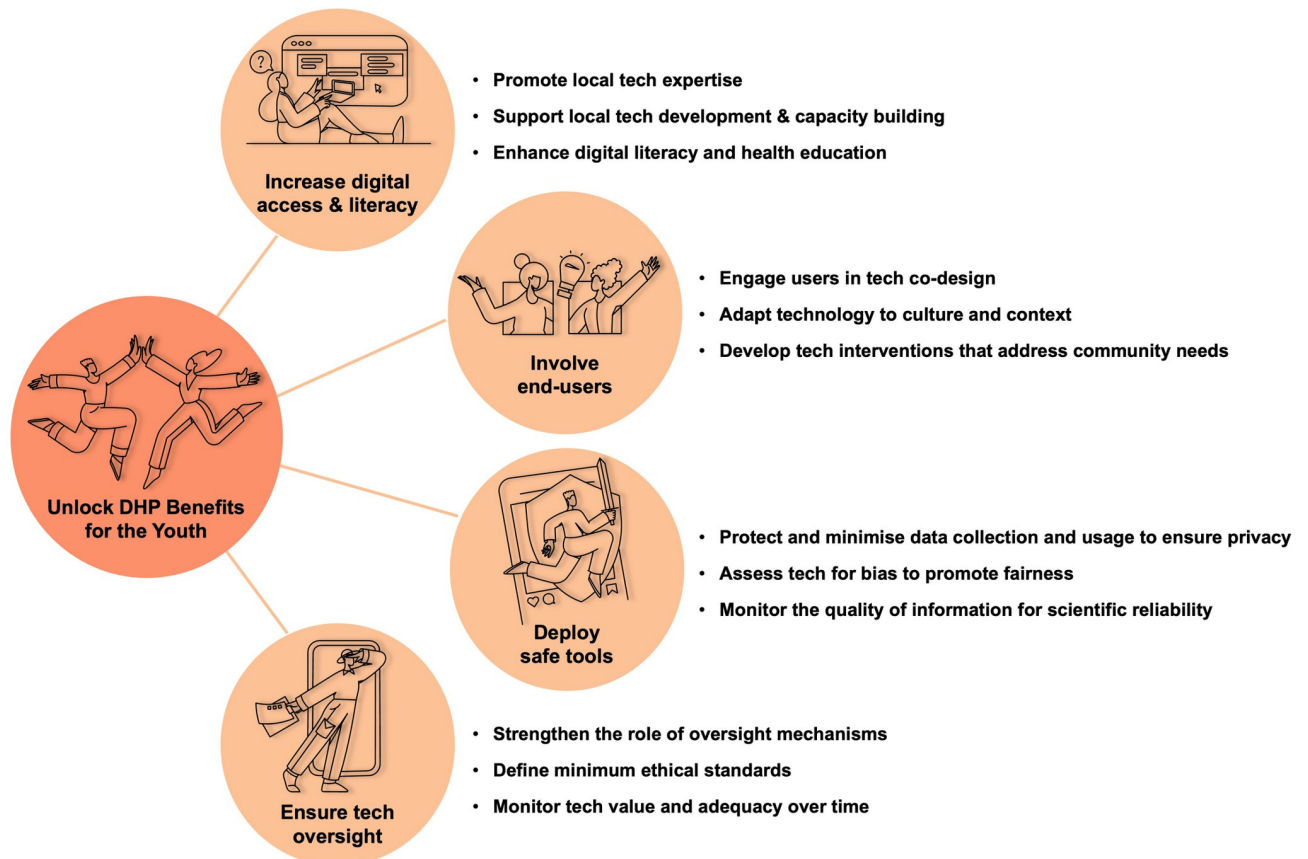 ?
Increase digital
access & literacy
• Promote local tech expertise
• Support local tech development & capacity building
• Enhance digital literacy and health education
Involve
end-users
• Engage users in tech co-design
• Adapt technology to culture and context
• Develop tech interventions that address community needs
Unlock DHP Benefits
for the Youth
Deploy
safe tools
• Protect and minimise data collection and usage to ensure privacy
• Assess tech for bias to promote fairness
• Monitor the quality of information for scientific reliability
Ensure tech
oversight
• Strengthen the role of oversight mechanisms
• Define minimum ethical standards
• Monitor tech value and adequacy over time